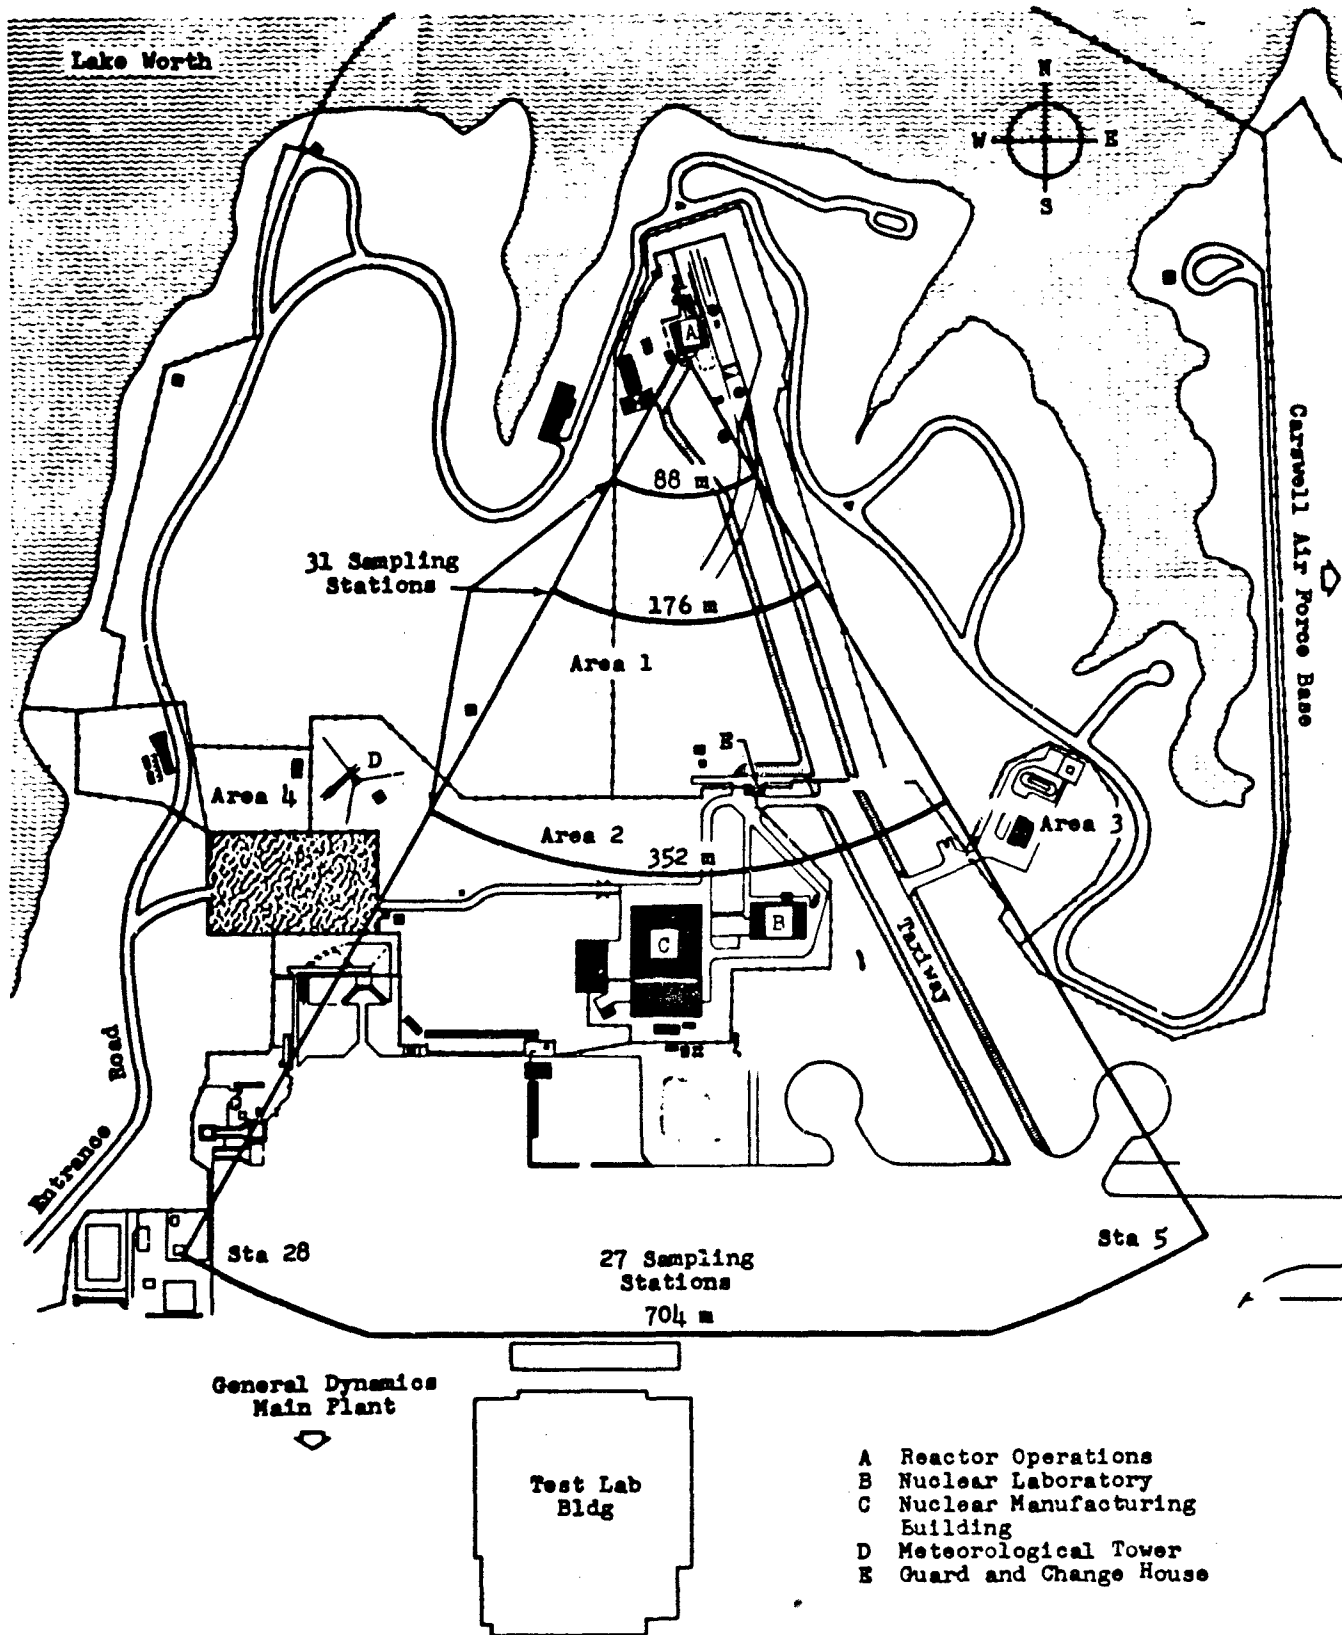 Lake Worth
N
W E
S
A
88 m
31 Sampling
Stations
176 m
Carswell Air Force Base
Area 1
E
D
Area 4
Area 2
Area 3
352 m
B
C
Taxiway
Road
Entrance
Sta 28
27 Sampling
Stations
Sta 5
704 m
General Dynamics
Main Plant
Test Lab
Bldg
A Reactor Operations
B Nuclear Laboratory
C Nuclear Manufacturing
Building
D Meteorological Tower
E Guard and Change House